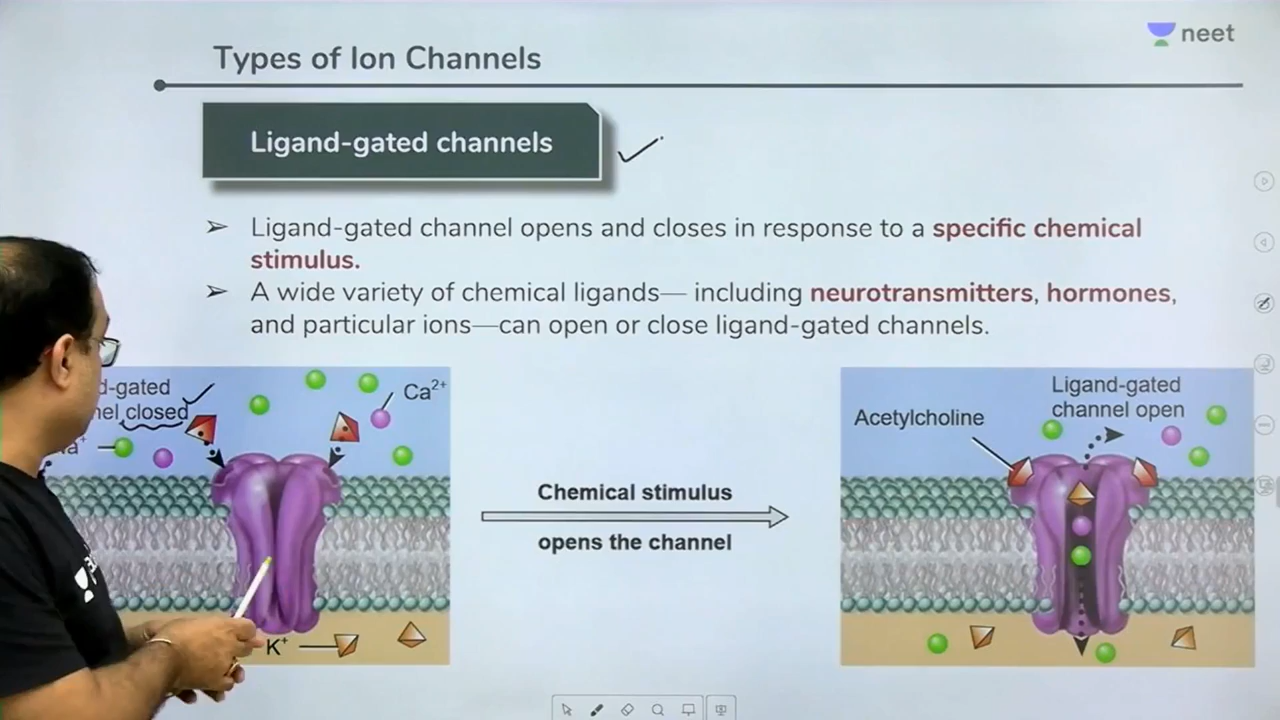 neet
Types of Ion Channels
Ligand-gated channels
➢ Ligand-gated channel opens and closes in response to a specific chemical
stimulus.
➢ A wide variety of chemical ligands— including neurotransmitters, hormones,
and particular ions—can open or close ligand-gated channels.
d-gated
nel closed
Ca²⁺
a⁺
K⁺
Chemical stimulus
opens the channel
Acetylcholine
Ligand-gated
channel open